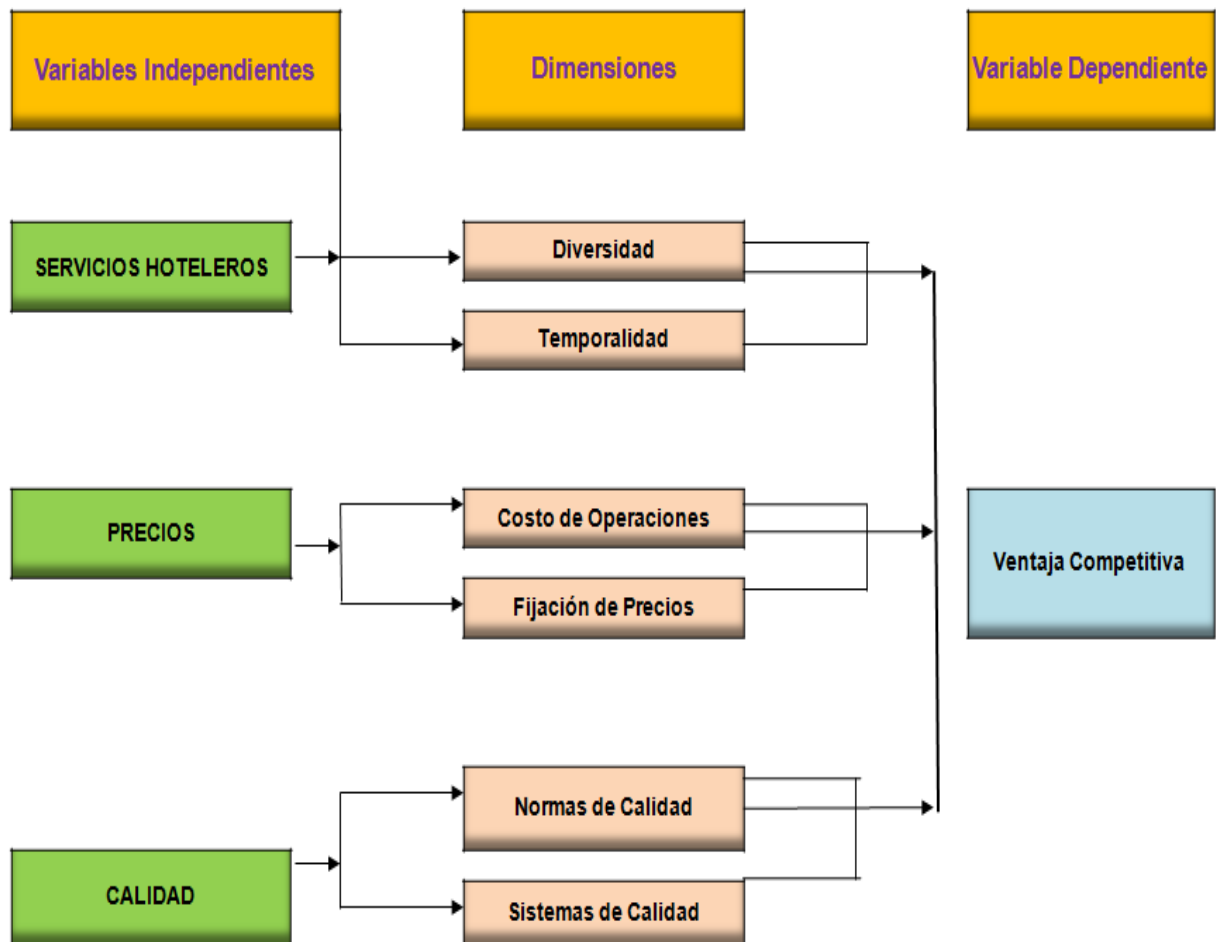 Variables Independientes
Dimensiones
Variable Dependiente
SERVICIOS HOTELEROS
Diversidad
Temporalidad
PRECIOS
Costo de Operaciones
Fijación de Precios
Ventaja Competitiva
CALIDAD
Normas de Calidad
Sistemas de Calidad